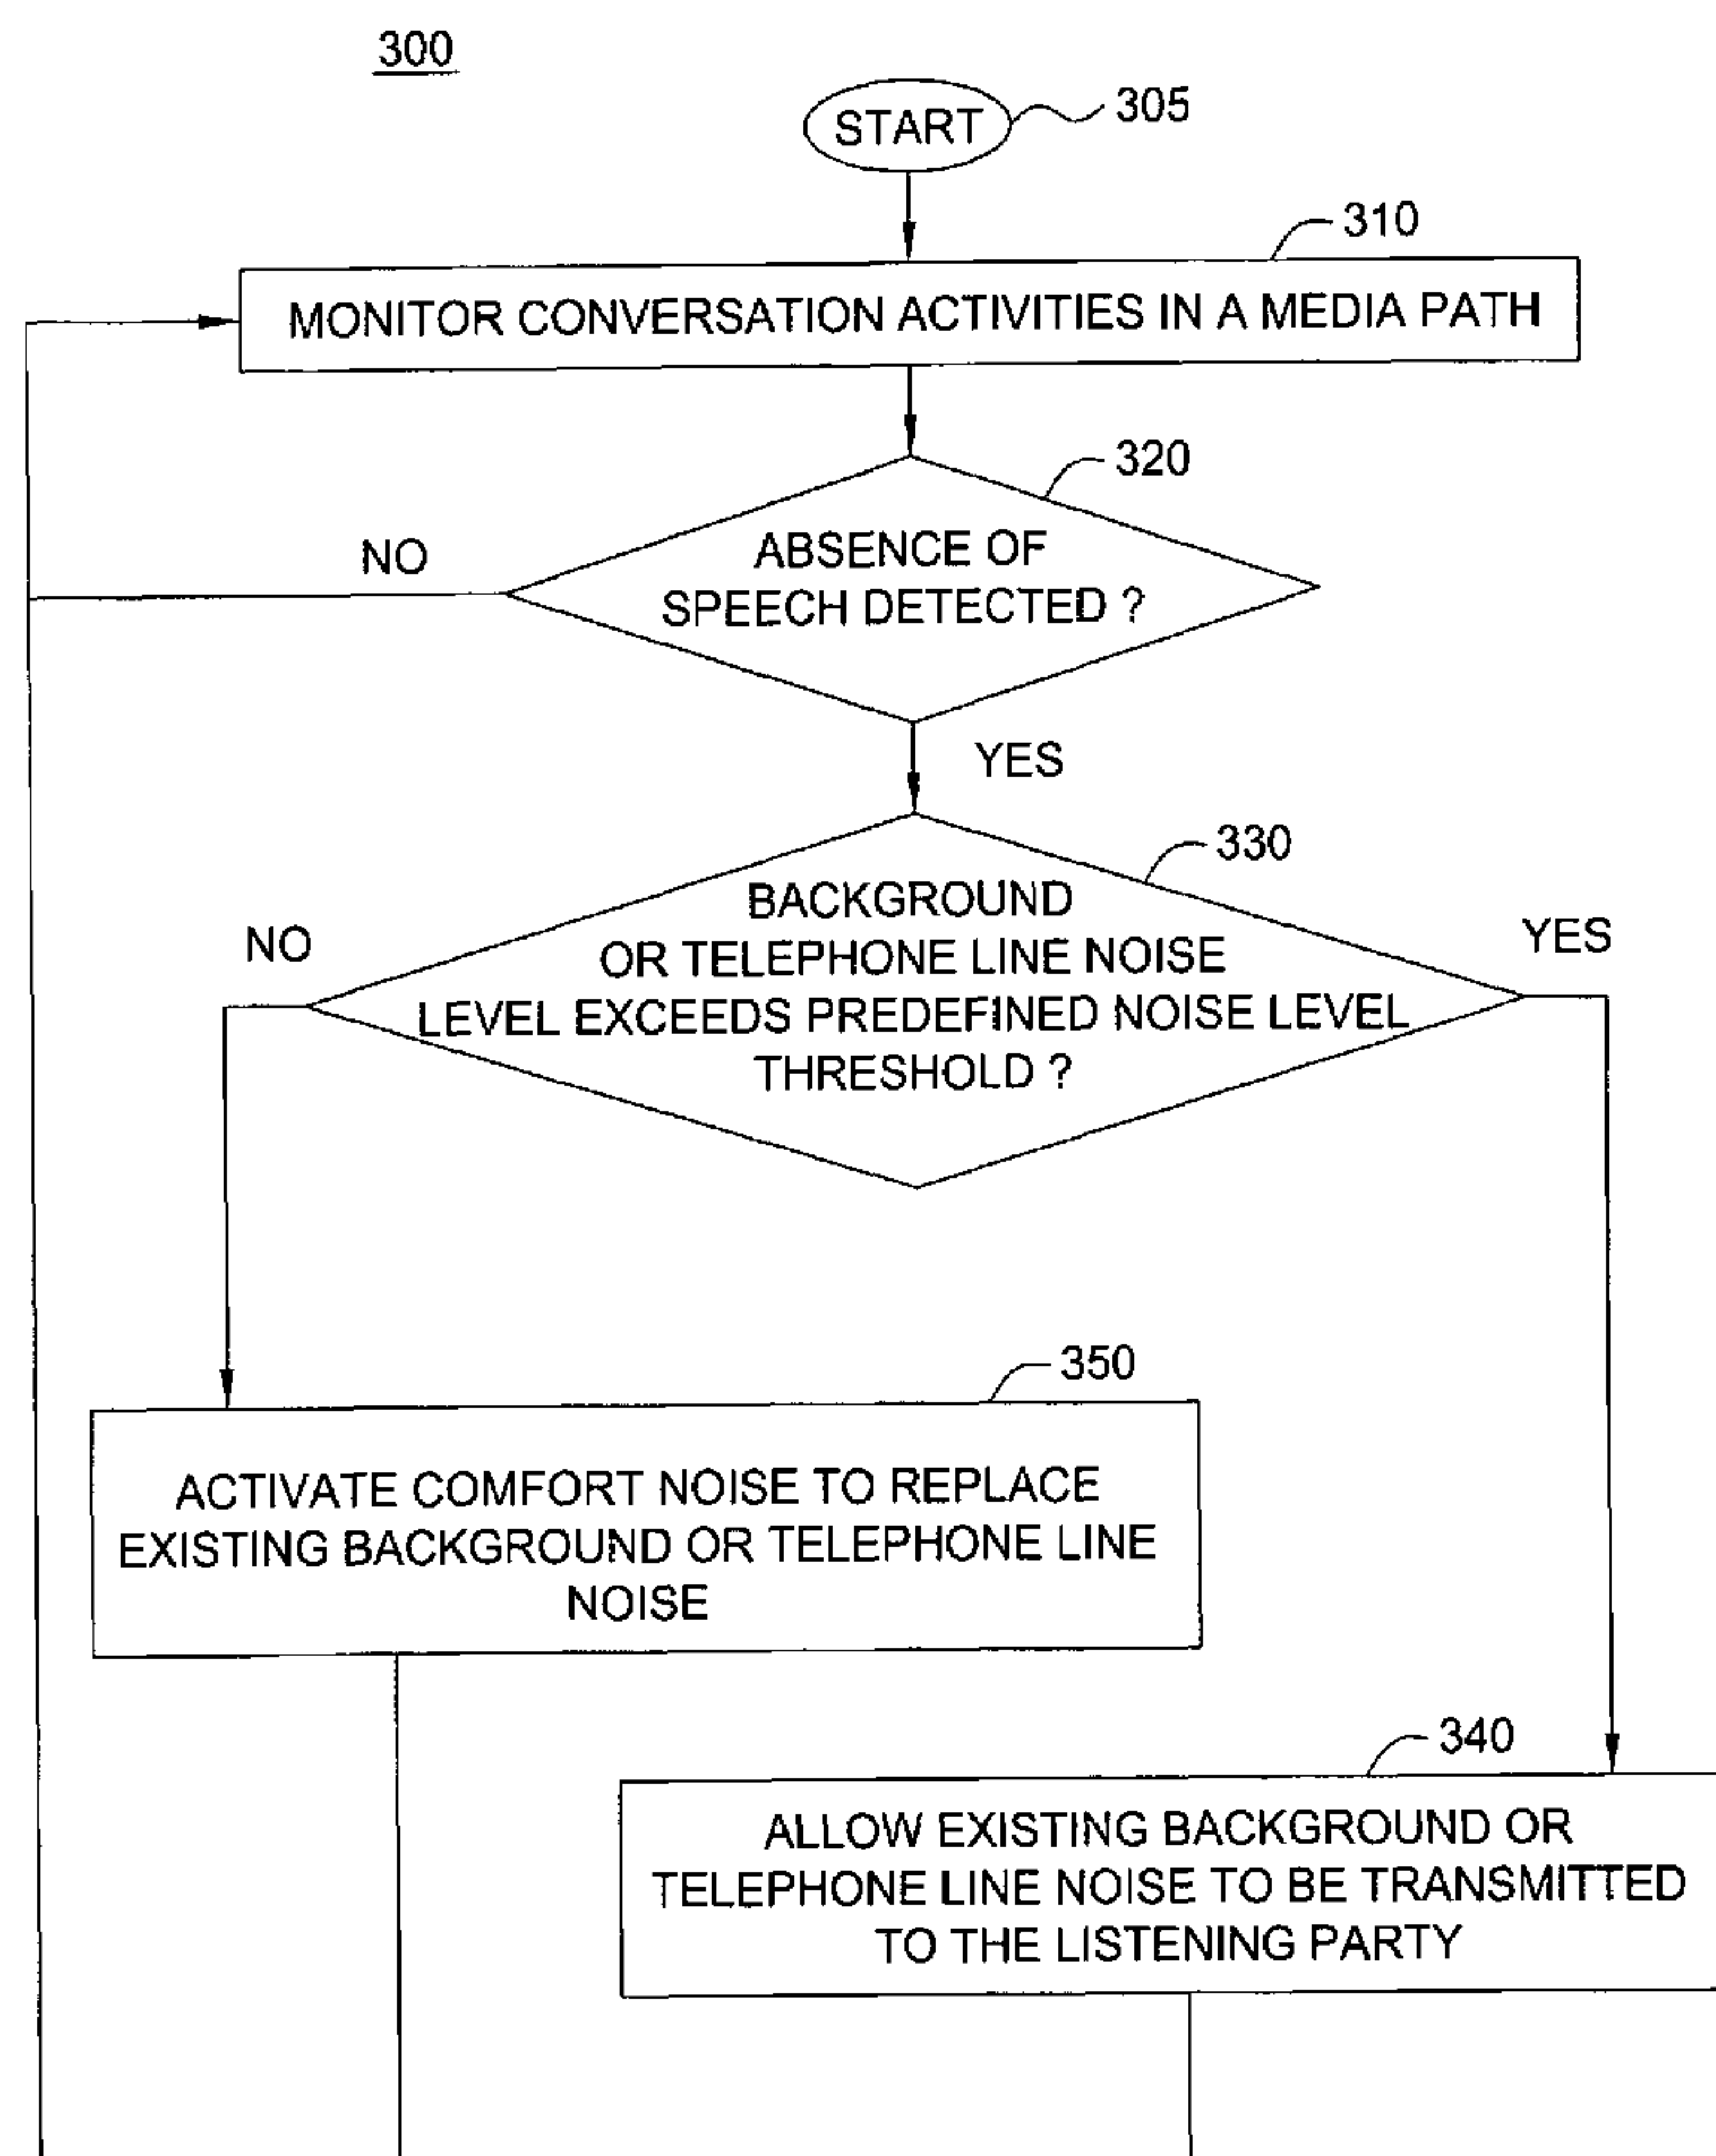 300
START
305
310
MONITOR CONVERSATION ACTIVITIES IN A MEDIA PATH
320
NO
ABSENCE OF
SPEECH DETECTED ?
YES
330
NO
BACKGROUND
OR TELEPHONE LINE NOISE
LEVEL EXCEEDS PREDEFINED NOISE LEVEL
THRESHOLD ?
YES
350
ACTIVATE COMFORT NOISE TO REPLACE
EXISTING BACKGROUND OR TELEPHONE LINE
NOISE
340
ALLOW EXISTING BACKGROUND OR
TELEPHONE LINE NOISE TO BE TRANSMITTED
TO THE LISTENING PARTY